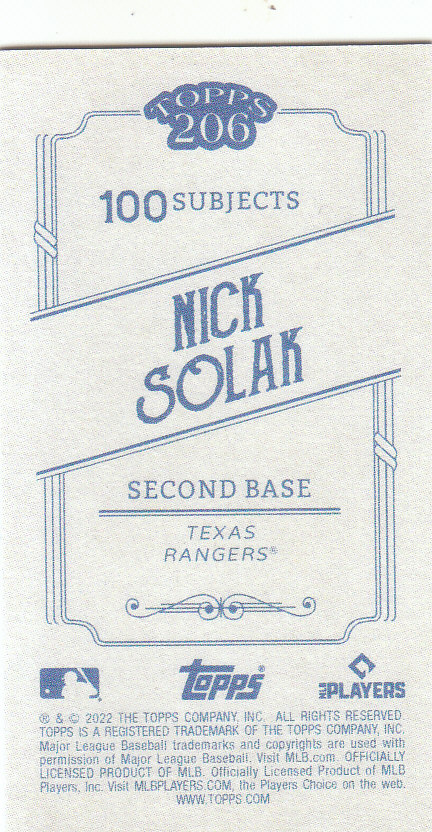 TOPPS
206
100 SUBJECTS
NICK
SOLAK
SECOND BASE
TEXAS
RANGERS®
topps®
MLB PLAYERS
® & © 2022 THE TOPPS COMPANY, INC. ALL RIGHTS RESERVED
TOPPS IS A REGISTERED TRADEMARK OF THE TOPPS COMPANY, INC.
Major League Baseball trademarks and copyrights are used with
permission of Major League Baseball. Visit MLB.com. OFFICIALLY
LICENSED PRODUCT OF MLB. Officially Licensed Product of MLB
Players, Inc. Visit MLBPLAYERS.COM, the Players Choice on the web.
WWW.TOPPS.COM